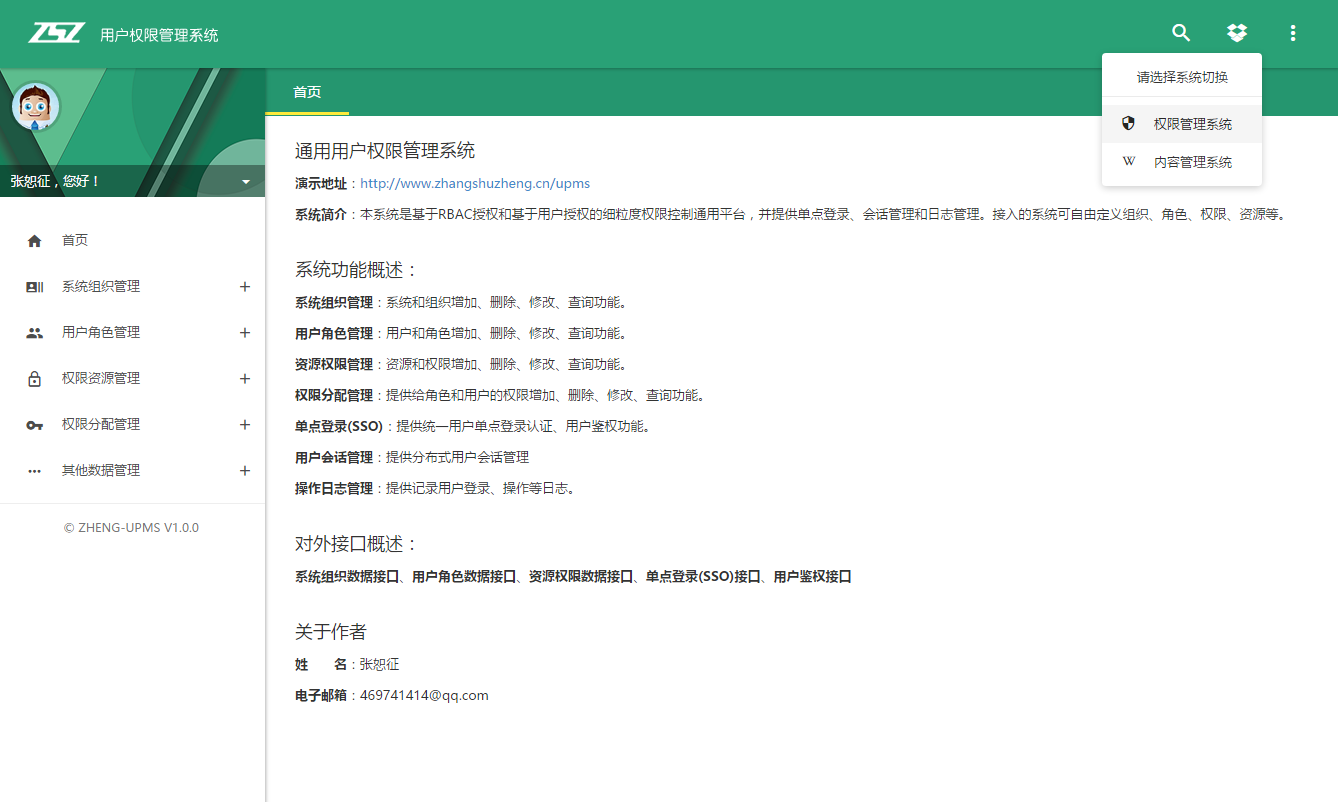 ZSZ 用户权限管理系统
请选择系统切换
权限管理系统
W 内容管理系统
张恕征，您好！
首页
系统组织管理
用户角色管理
权限资源管理
权限分配管理
其他数据管理
© ZHENG-UPMS V1.0.0
首页
通用用户权限管理系统
演示地址：http://www.zhangshuzheng.cn/upms
系统简介：本系统是基于RBAC授权和基于用户授权的细粒度权限控制通用平台，并提供单点登录、会话管理和日志管理。接入的系统可自由定义组织、角色、权限、资源等。
系统功能概述：
系统组织管理：系统和组织增加、删除、修改、查询功能。
用户角色管理：用户和角色增加、删除、修改、查询功能。
资源权限管理：资源和权限增加、删除、修改、查询功能。
权限分配管理：提供给角色和用户的权限增加、删除、修改、查询功能。
单点登录(SSO)：提供统一用户单点登录认证、用户鉴权功能。
用户会话管理：提供分布式用户会话管理
操作日志管理：提供记录用户登录、操作等日志。
对外接口概述：
系统组织数据接口、用户角色数据接口、资源权限数据接口、单点登录(SSO)接口、用户鉴权接口
关于作者
姓　　名：张恕征
电子邮箱：469741414@qq.com